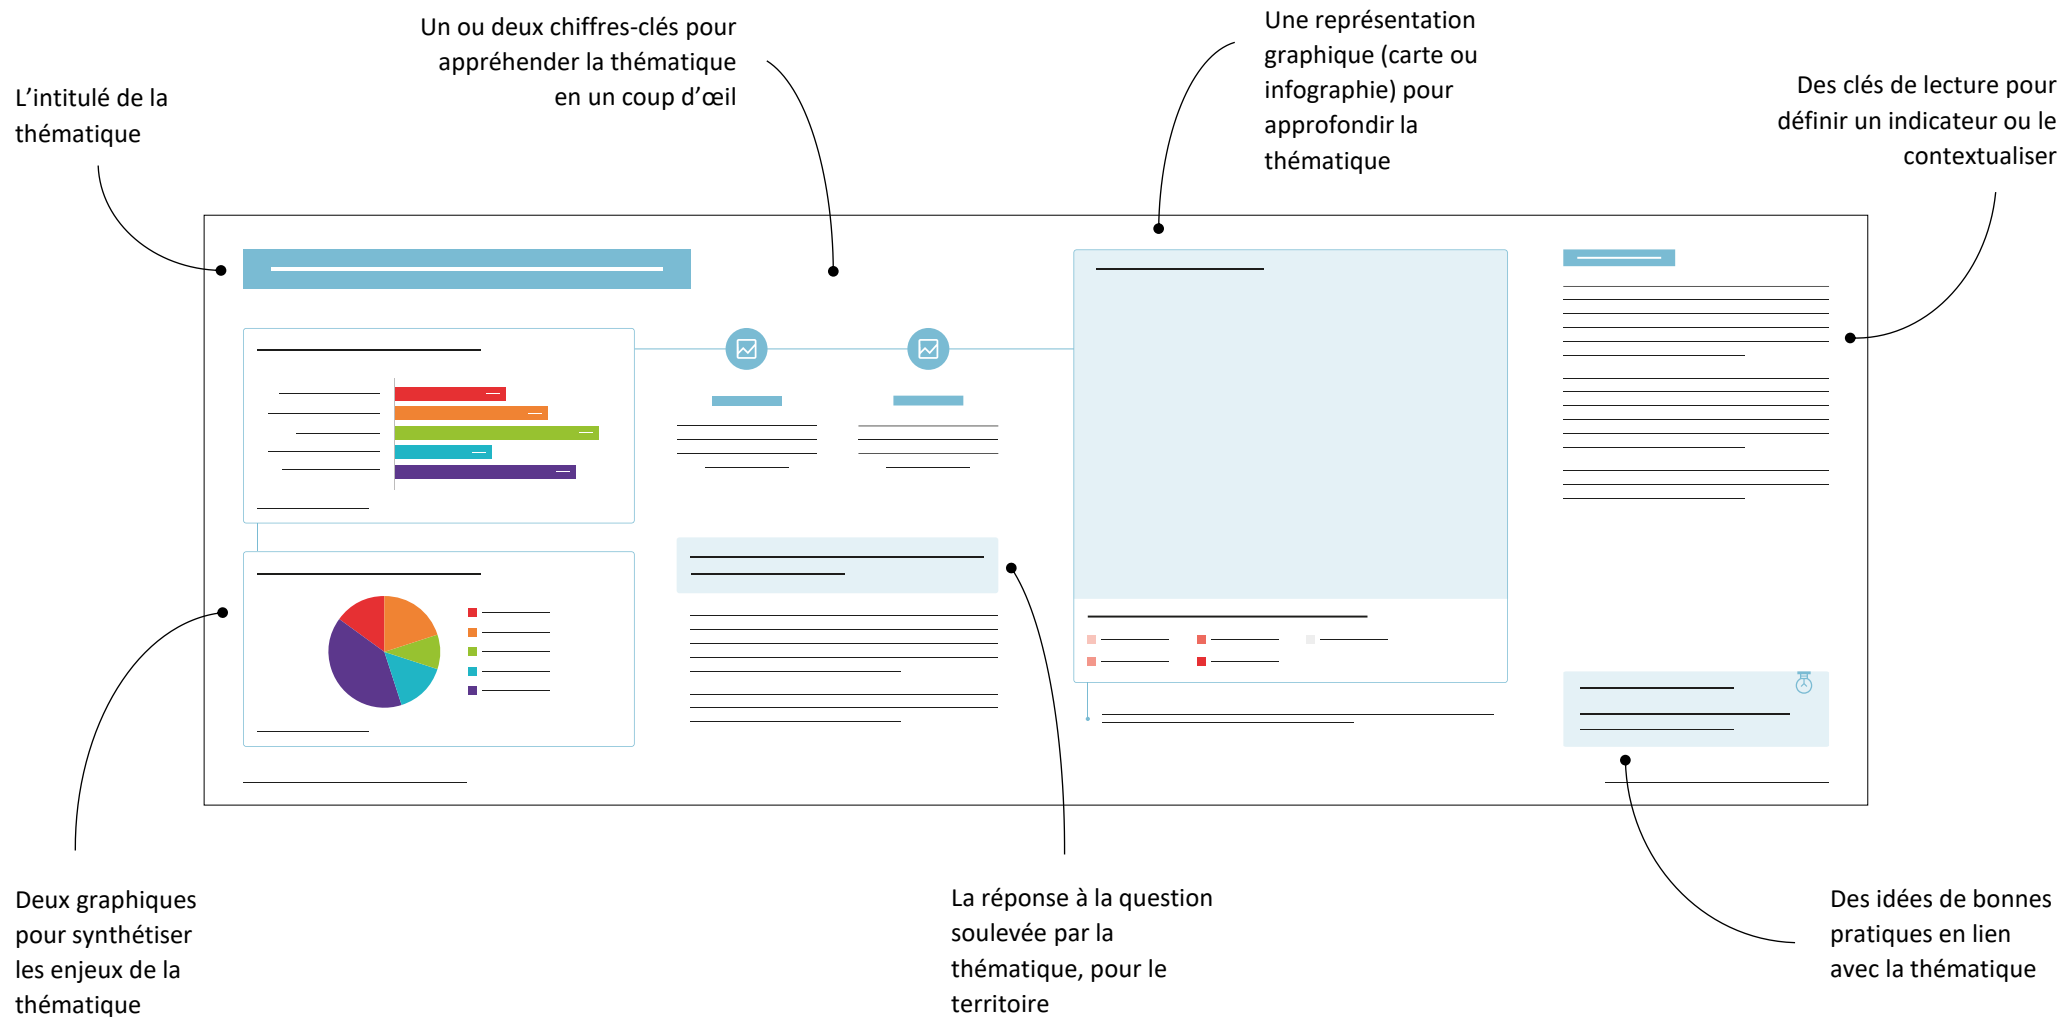 L’intitulé de la
thématique
Un ou deux chiffres-clés pour
appréhender la thématique
en un coup d’œil
Une représentation
graphique (carte ou
infographie) pour
approfondir la
thématique
Des clés de lecture pour
définir un indicateur ou le
contextualiser
Deux graphiques
pour synthétiser
les enjeux de la
thématique
La réponse à la question
soulevée par la
thématique, pour le
territoire
Des idées de bonnes
pratiques en lien
avec la thématique